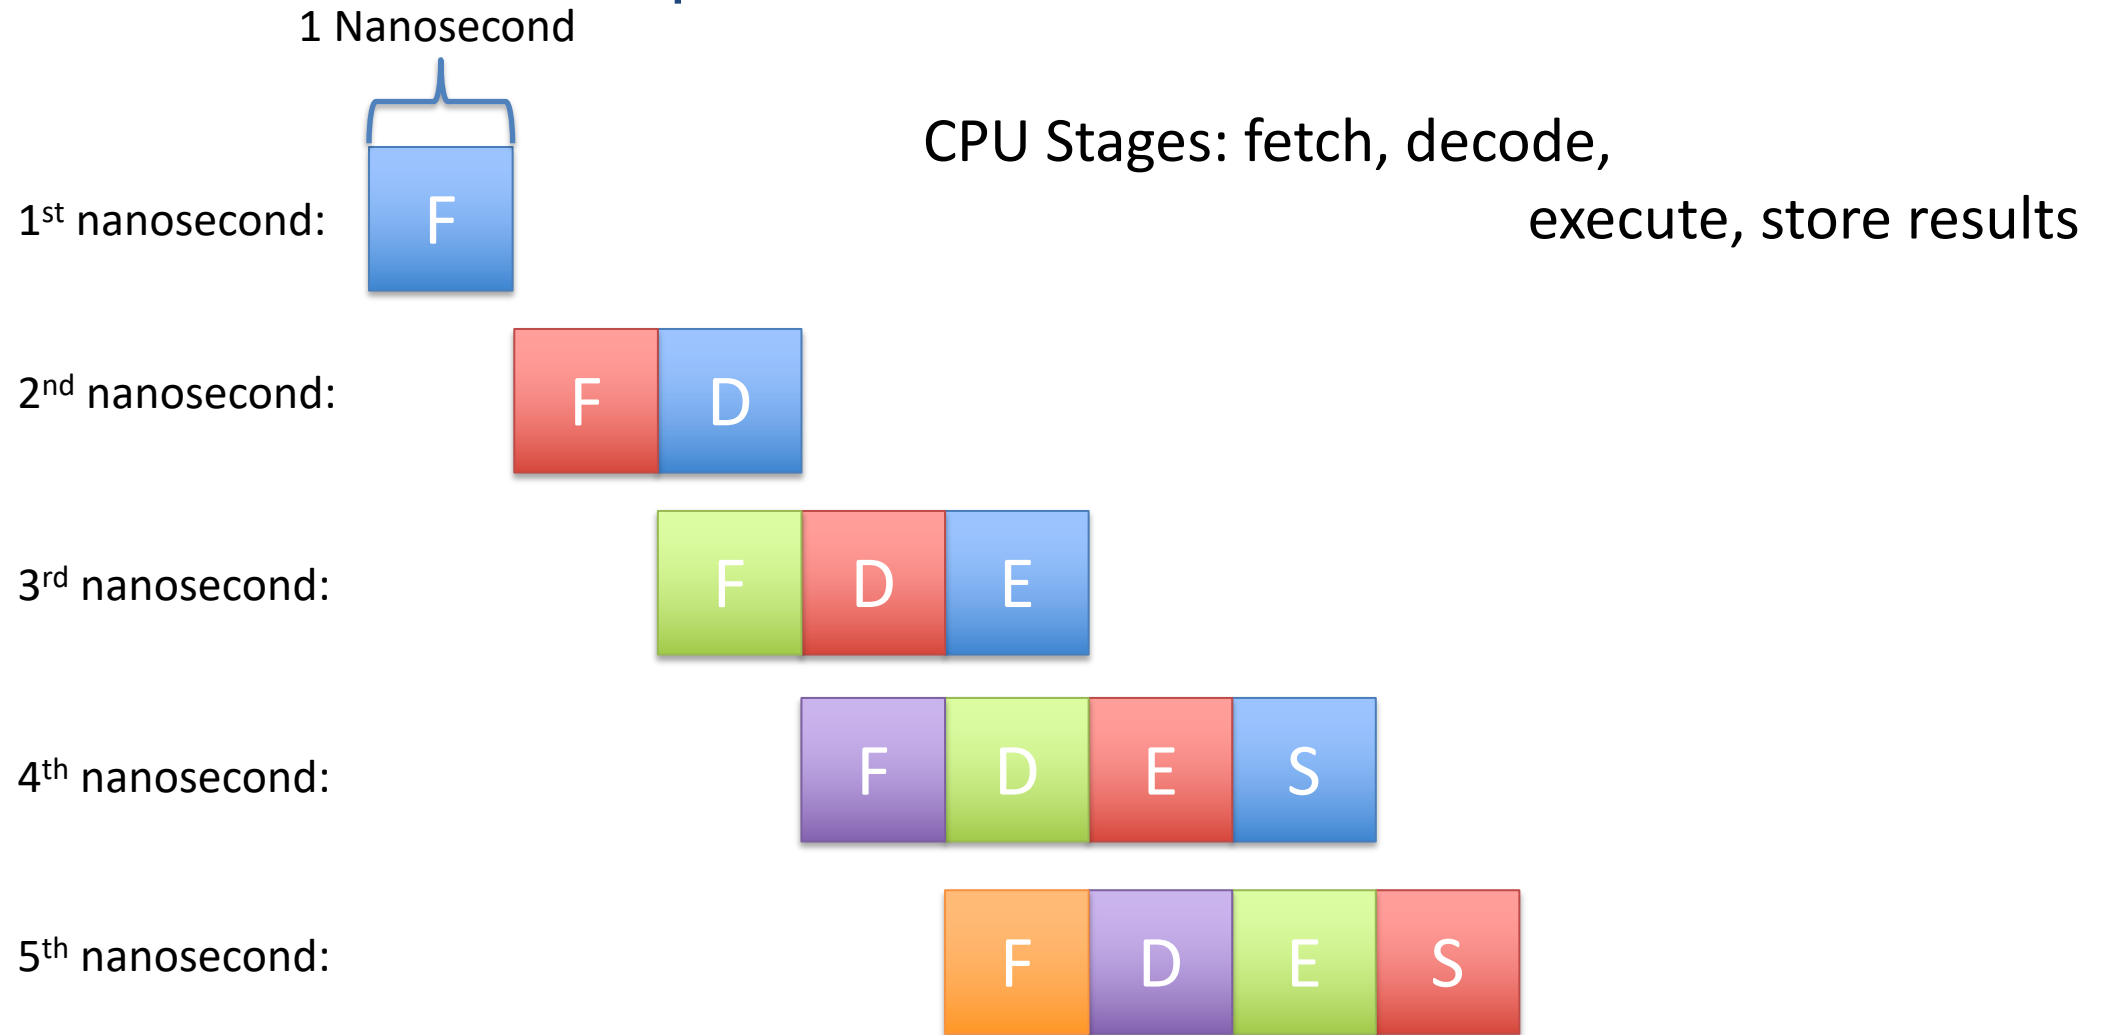 1 Nanosecond
CPU Stages: fetch, decode,
execute, store results
1st nanosecond:
F
2nd nanosecond:
F D
3rd nanosecond:
F D E
4th nanosecond:
F D E S
5th nanosecond:
F D E S